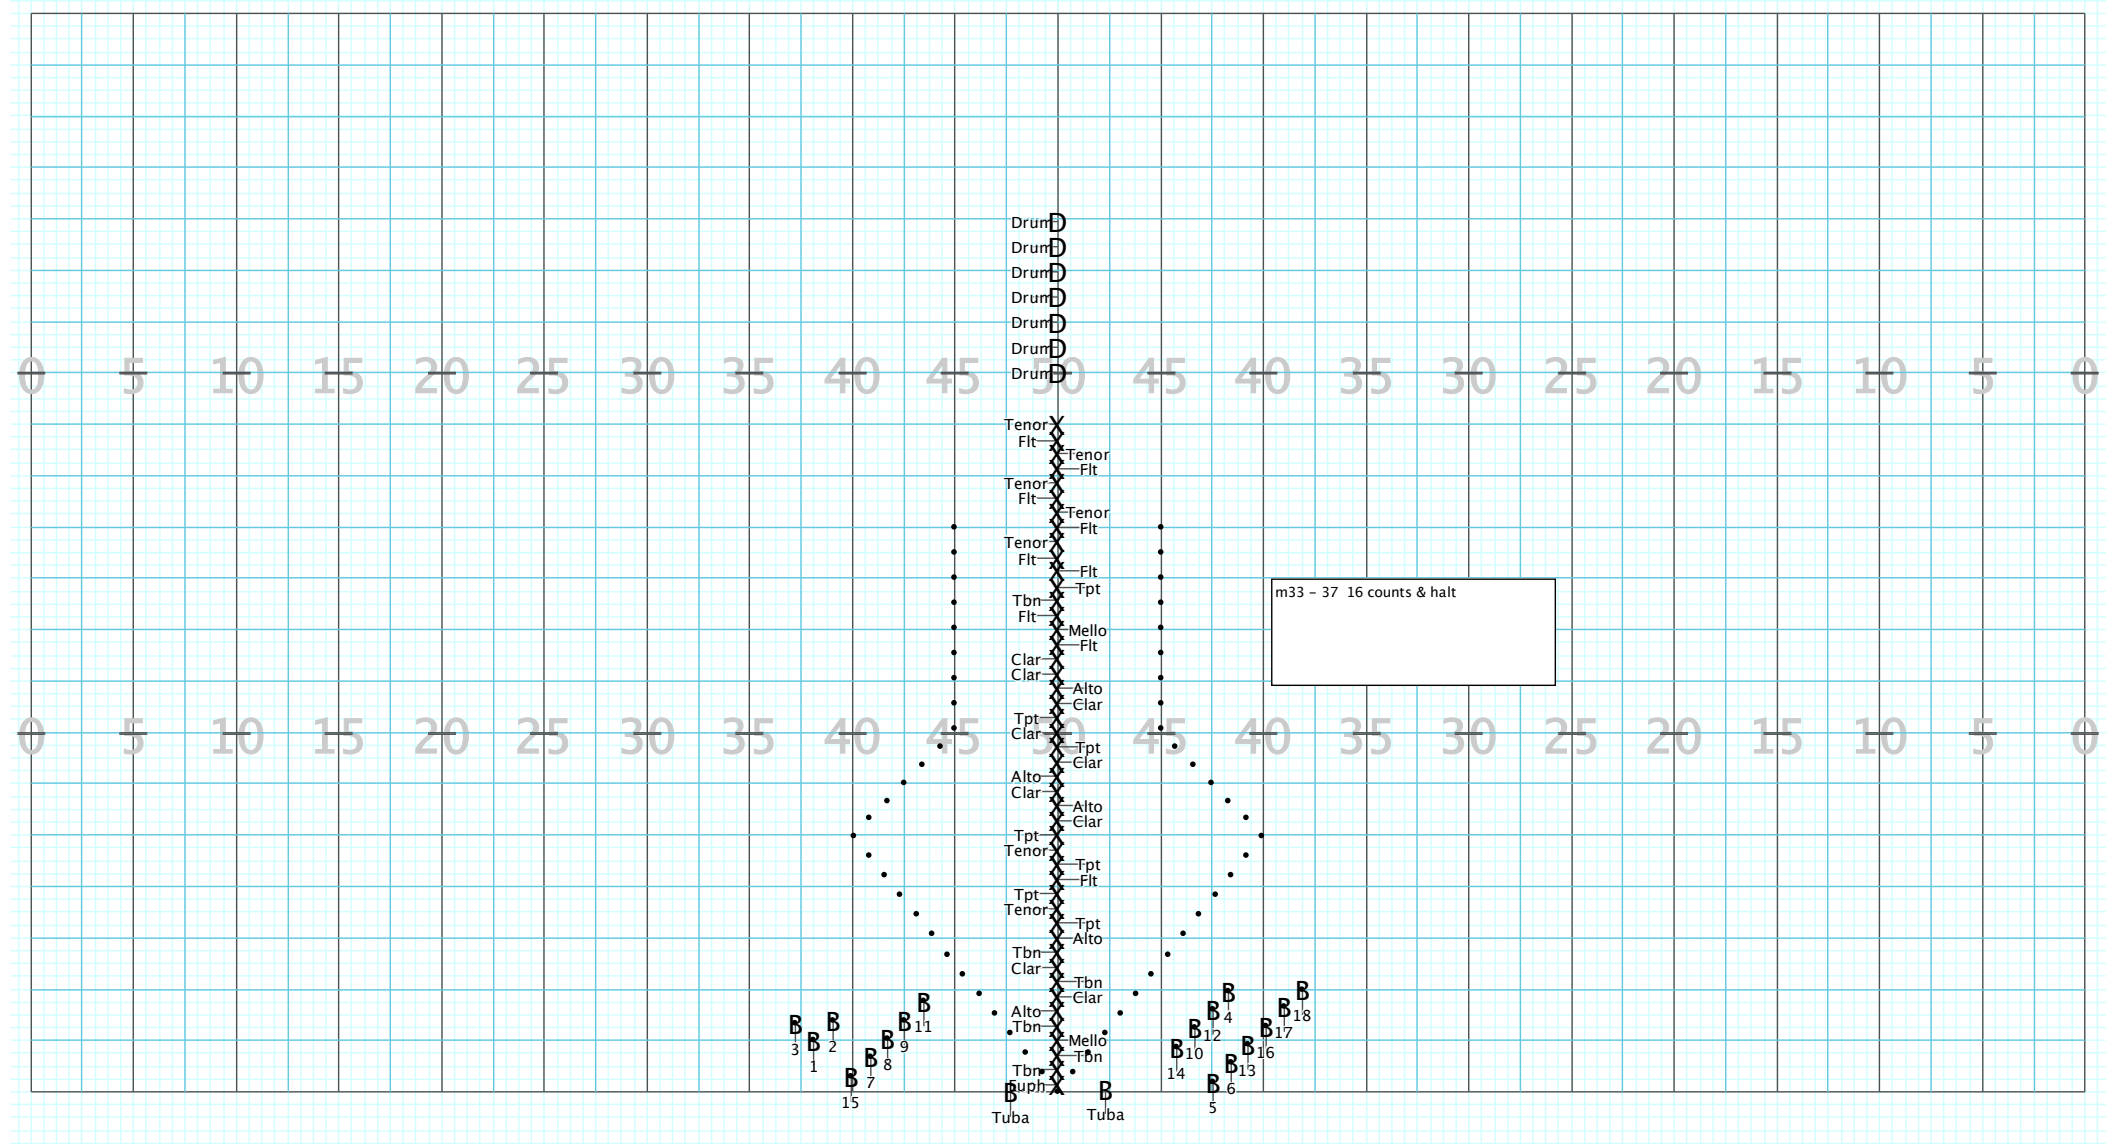 Drum D
Drum D
Drum D
Drum D
Drum D
Drum D
0 5 10 15 20 25 30 35 40 45 50 45 40 35 30 25 20 15 10 5 0
Drum D
Tenor X
Flt X
X Tenor
X Flt
Tenor X
Flt X
X Tenor
X Flt
Tenor X
Flt X
X Flt
X Tpt
m33 – 37 16 counts & halt
Tbn X
Flt X
X Mello
X Flt
Clar X
Clar X
X Alto
X Clar
Tpt X
0 5 10 15 20 25 30 35 40 45 50 45 40 35 30 25 20 15 10 5 0
Clar X
X Tpt
X Clar
Alto X
Clar X
X Alto
X Clar
Tpt X
Tenor X
X Tpt
X Flt
Tpt X
Tenor X
X Tpt
X Alto
Tbn X
Clar X
X Tbn
X Clar
Alto X
Tbn X
X Mello
X Tbn
Tbn X
Euph X
B B B B B B B B B
3 1 2 15 7 8 9 11
Tuba
B B B B B B B B B B B
Tuba
14 10 12 4 5 6 13 16 17 18